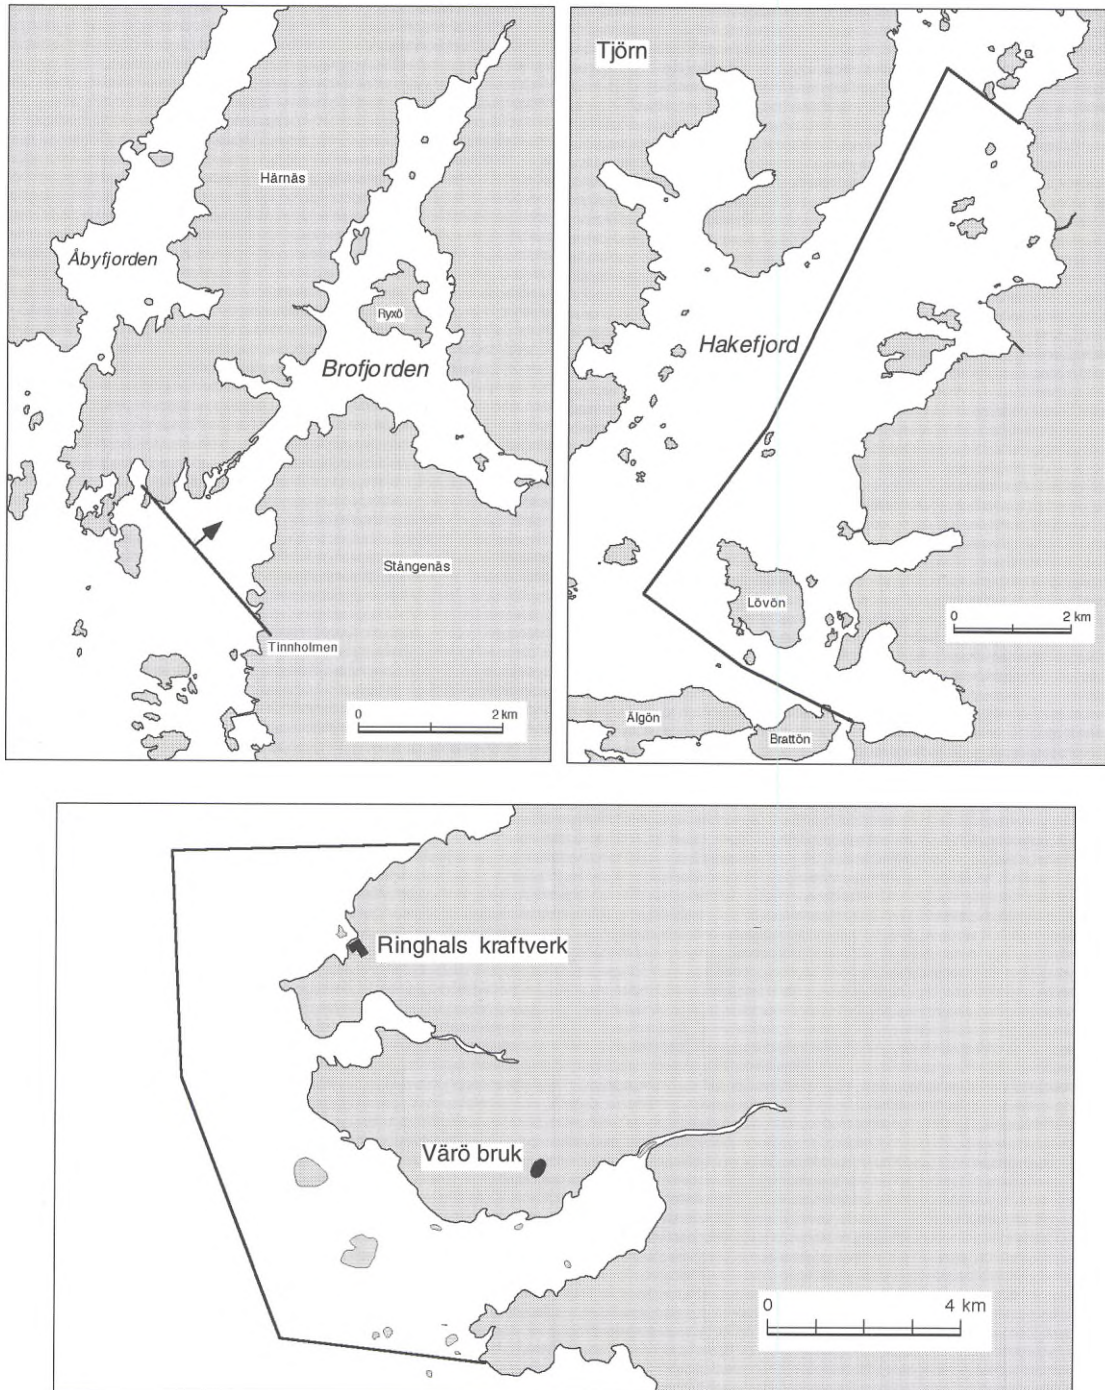 Härnäs
Åbyfjorden
Ryxö
Brofjorden
Stångenäs
Tinnholmen
0 2 km
Tjörn
Hakefjord
Lövön
0 2 km
Älgön
Brattön
Ringhals kraftverk
Värö bruk
0 4 km